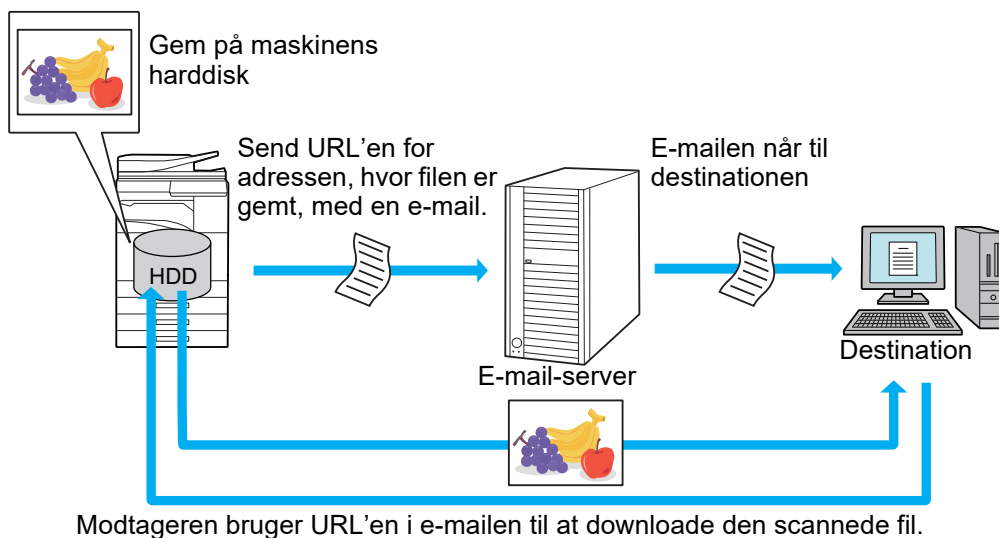 Gem på maskinens
harddisk
Send URL’en for
adressen, hvor filen er
gemt, med en e-mail.
E-mailen når til
destinationen
HDD
Destination
E-mail-server
Modtageren bruger URL’en i e-mailen til at downloade den scannede fil.